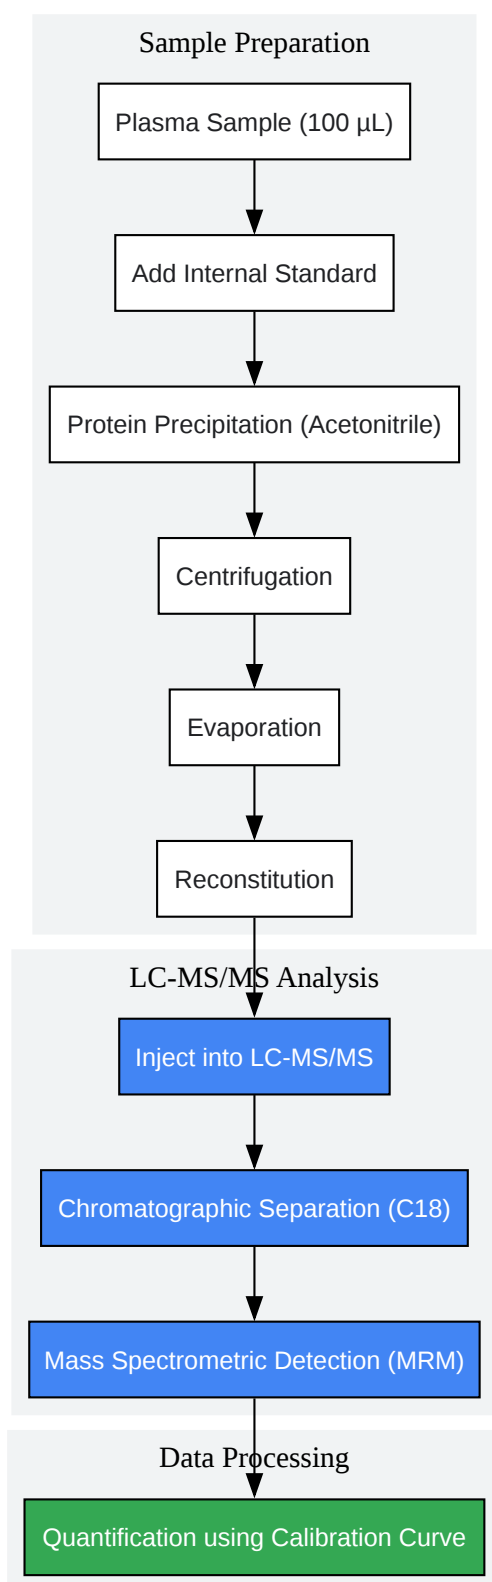 Sample Preparation
Plasma Sample (100 µL)
Add Internal Standard
Protein Precipitation (Acetonitrile)
Centrifugation
Evaporation
Reconstitution
LC-MS/MS Analysis
Inject into LC-MS/MS
Chromatographic Separation (C18)
Mass Spectrometric Detection (MRM)
Data Processing
Quantification using Calibration Curve